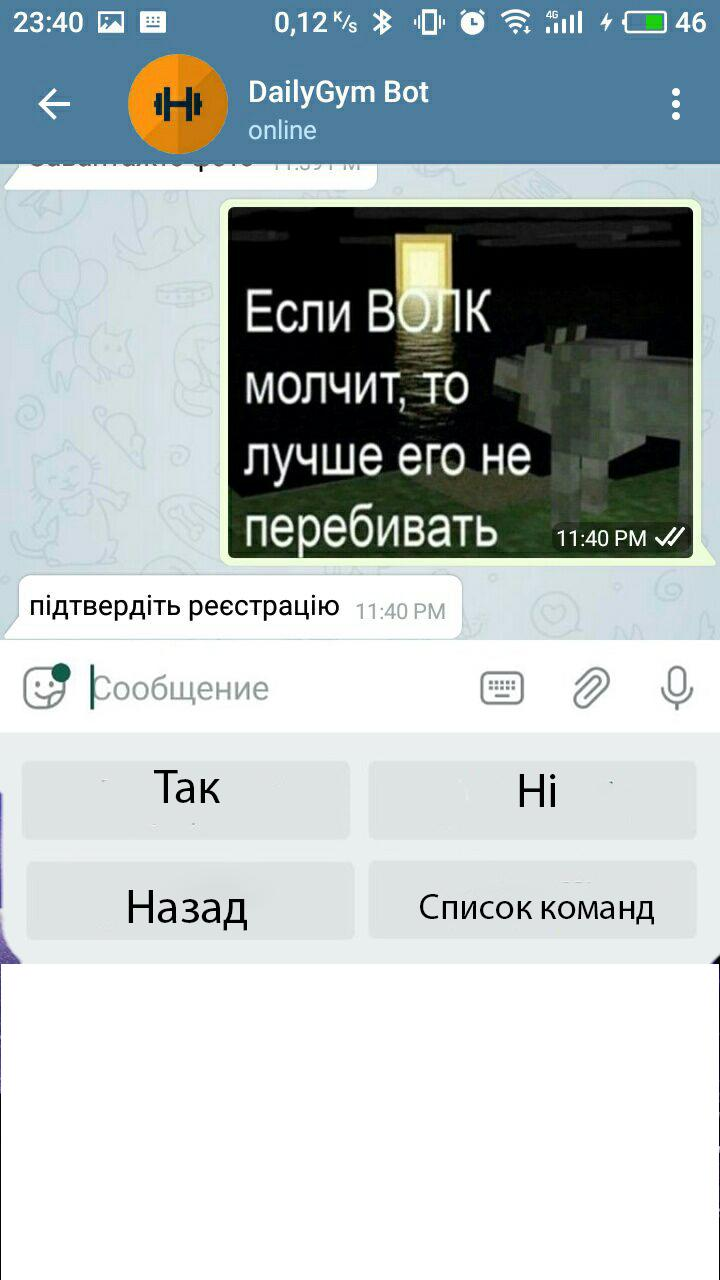 23:40 0,12 K/s 4G 46
DailyGym Bot
online
Если ВОЛК
молчит, то
лучше его не
перебивать
11:40 PM
підтвердіть реєстрацію 11:40 PM
Сообщение
Так Ні
Назад Список команд